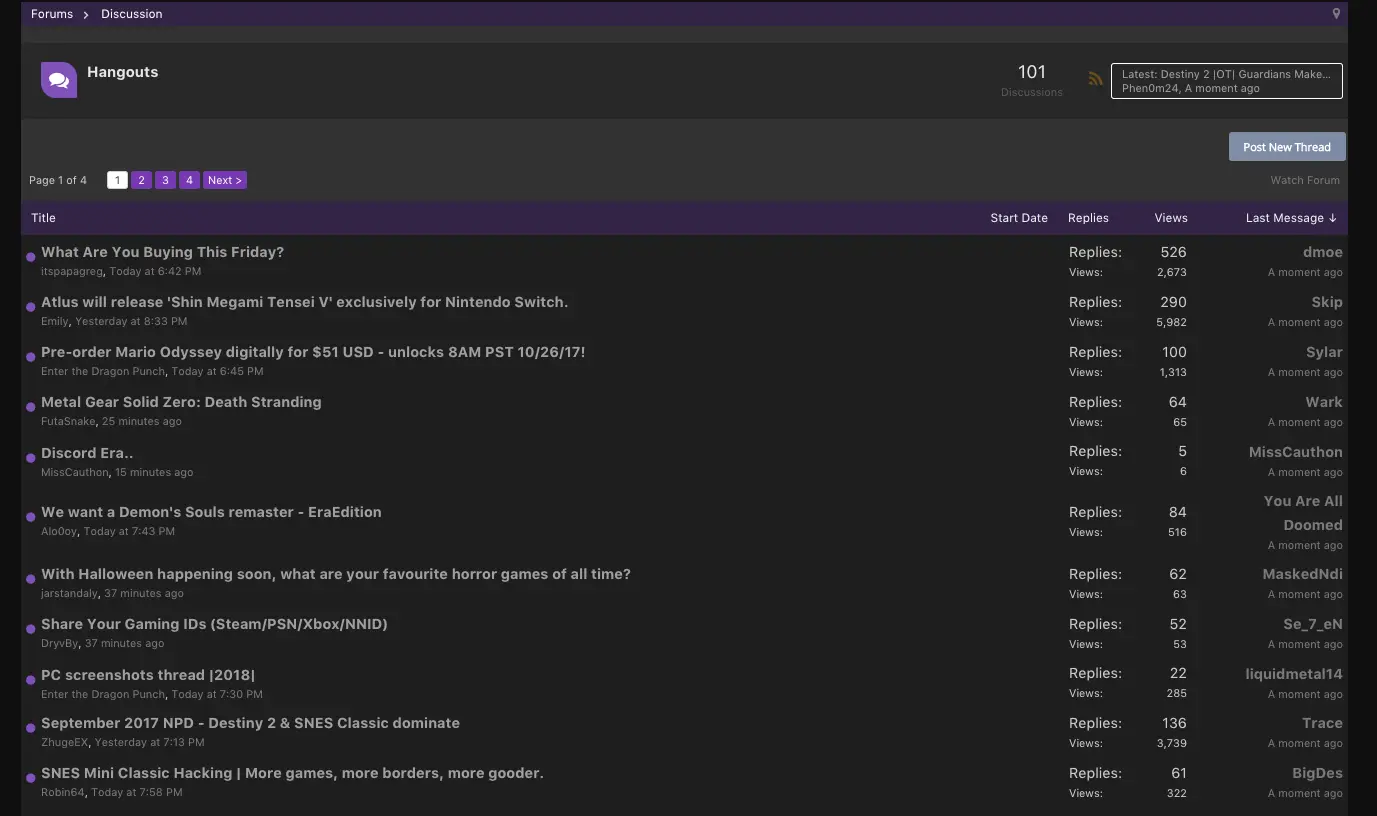 Forums > Discussion
Hangouts
101
Discussions
Latest: Destiny 2 |OT| Guardians Make...
Phen0m24, A moment ago
Post New Thread
Page 1 of 4 1 2 3 4 Next >
Watch Forum
Title Start Date Replies Views Last Message ↓
What Are You Buying This Friday? Replies: 526 dmoe
itspapagreg, Today at 6:42 PM Views: 2,673 A moment ago
Atlus will release 'Shin Megami Tensei V' exclusively for Nintendo Switch. Replies: 290 Skip
Emily, Yesterday at 8:33 PM Views: 5,982 A moment ago
Pre-order Mario Odyssey digitally for $51 USD - unlocks 8AM PST 10/26/17! Replies: 100 Sylar
Enter the Dragon Punch, Today at 6:45 PM Views: 1,313 A moment ago
Metal Gear Solid Zero: Death Stranding Replies: 64 Wark
FutaSnake, 25 minutes ago Views: 65 A moment ago
Discord Era.. Replies: 5 MissCauthon
MissCauthon, 15 minutes ago Views: 6 A moment ago
You Are All
We want a Demon's Souls remaster - EraEdition Replies: 84 Doomed
Alo0oy, Today at 7:43 PM Views: 516 A moment ago
With Halloween happening soon, what are your favourite horror games of all time? Replies: 62 MaskedNdi
jarstandaly, 37 minutes ago Views: 63 A moment ago
Share Your Gaming IDs (Steam/PSN/Xbox/NNID) Replies: 52 Se_7_eN
DryvBy, 37 minutes ago Views: 53 A moment ago
PC screenshots thread |2018| Replies: 22 liquidmetal14
Enter the Dragon Punch, Today at 7:30 PM Views: 285 A moment ago
September 2017 NPD - Destiny 2 & SNES Classic dominate Replies: 136 Trace
ZhugeEX, Yesterday at 7:13 PM Views: 3,739 A moment ago
SNES Mini Classic Hacking | More games, more borders, more gooder. Replies: 61 BigDes
Robin64, Today at 7:58 PM Views: 322 A moment ago